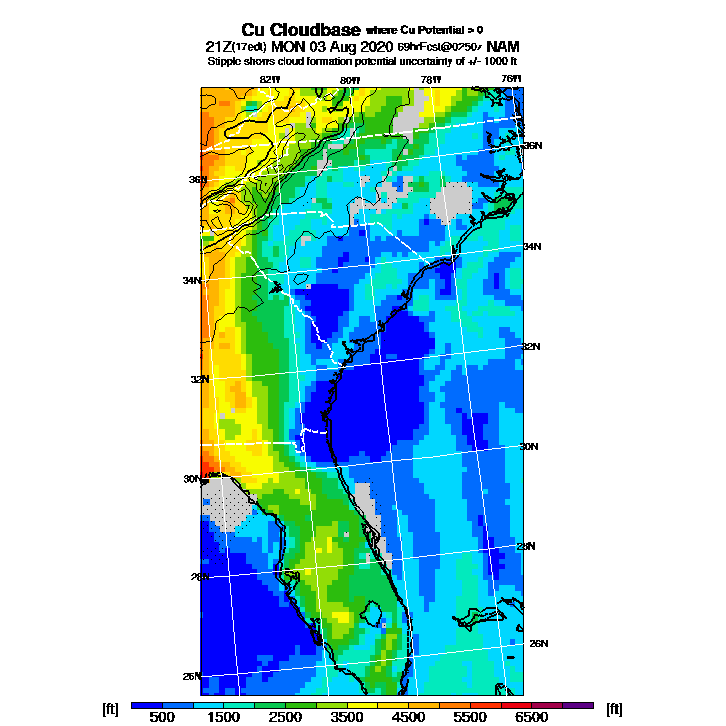 Cu Cloudbase where Cu Potential > 0
21Z(17edt) MON 03 Aug 2020 69hrFcst@0250z NAM
Stipple shows cloud formation potential uncertainty of +/- 1000 ft
82W 80W 78W 76W
36N
36N
34N
34N
32N
32N
30N
30N
28N
28N
26N
26N
[ft] [ft]
500 1500 2500 3500 4500 5500 6500